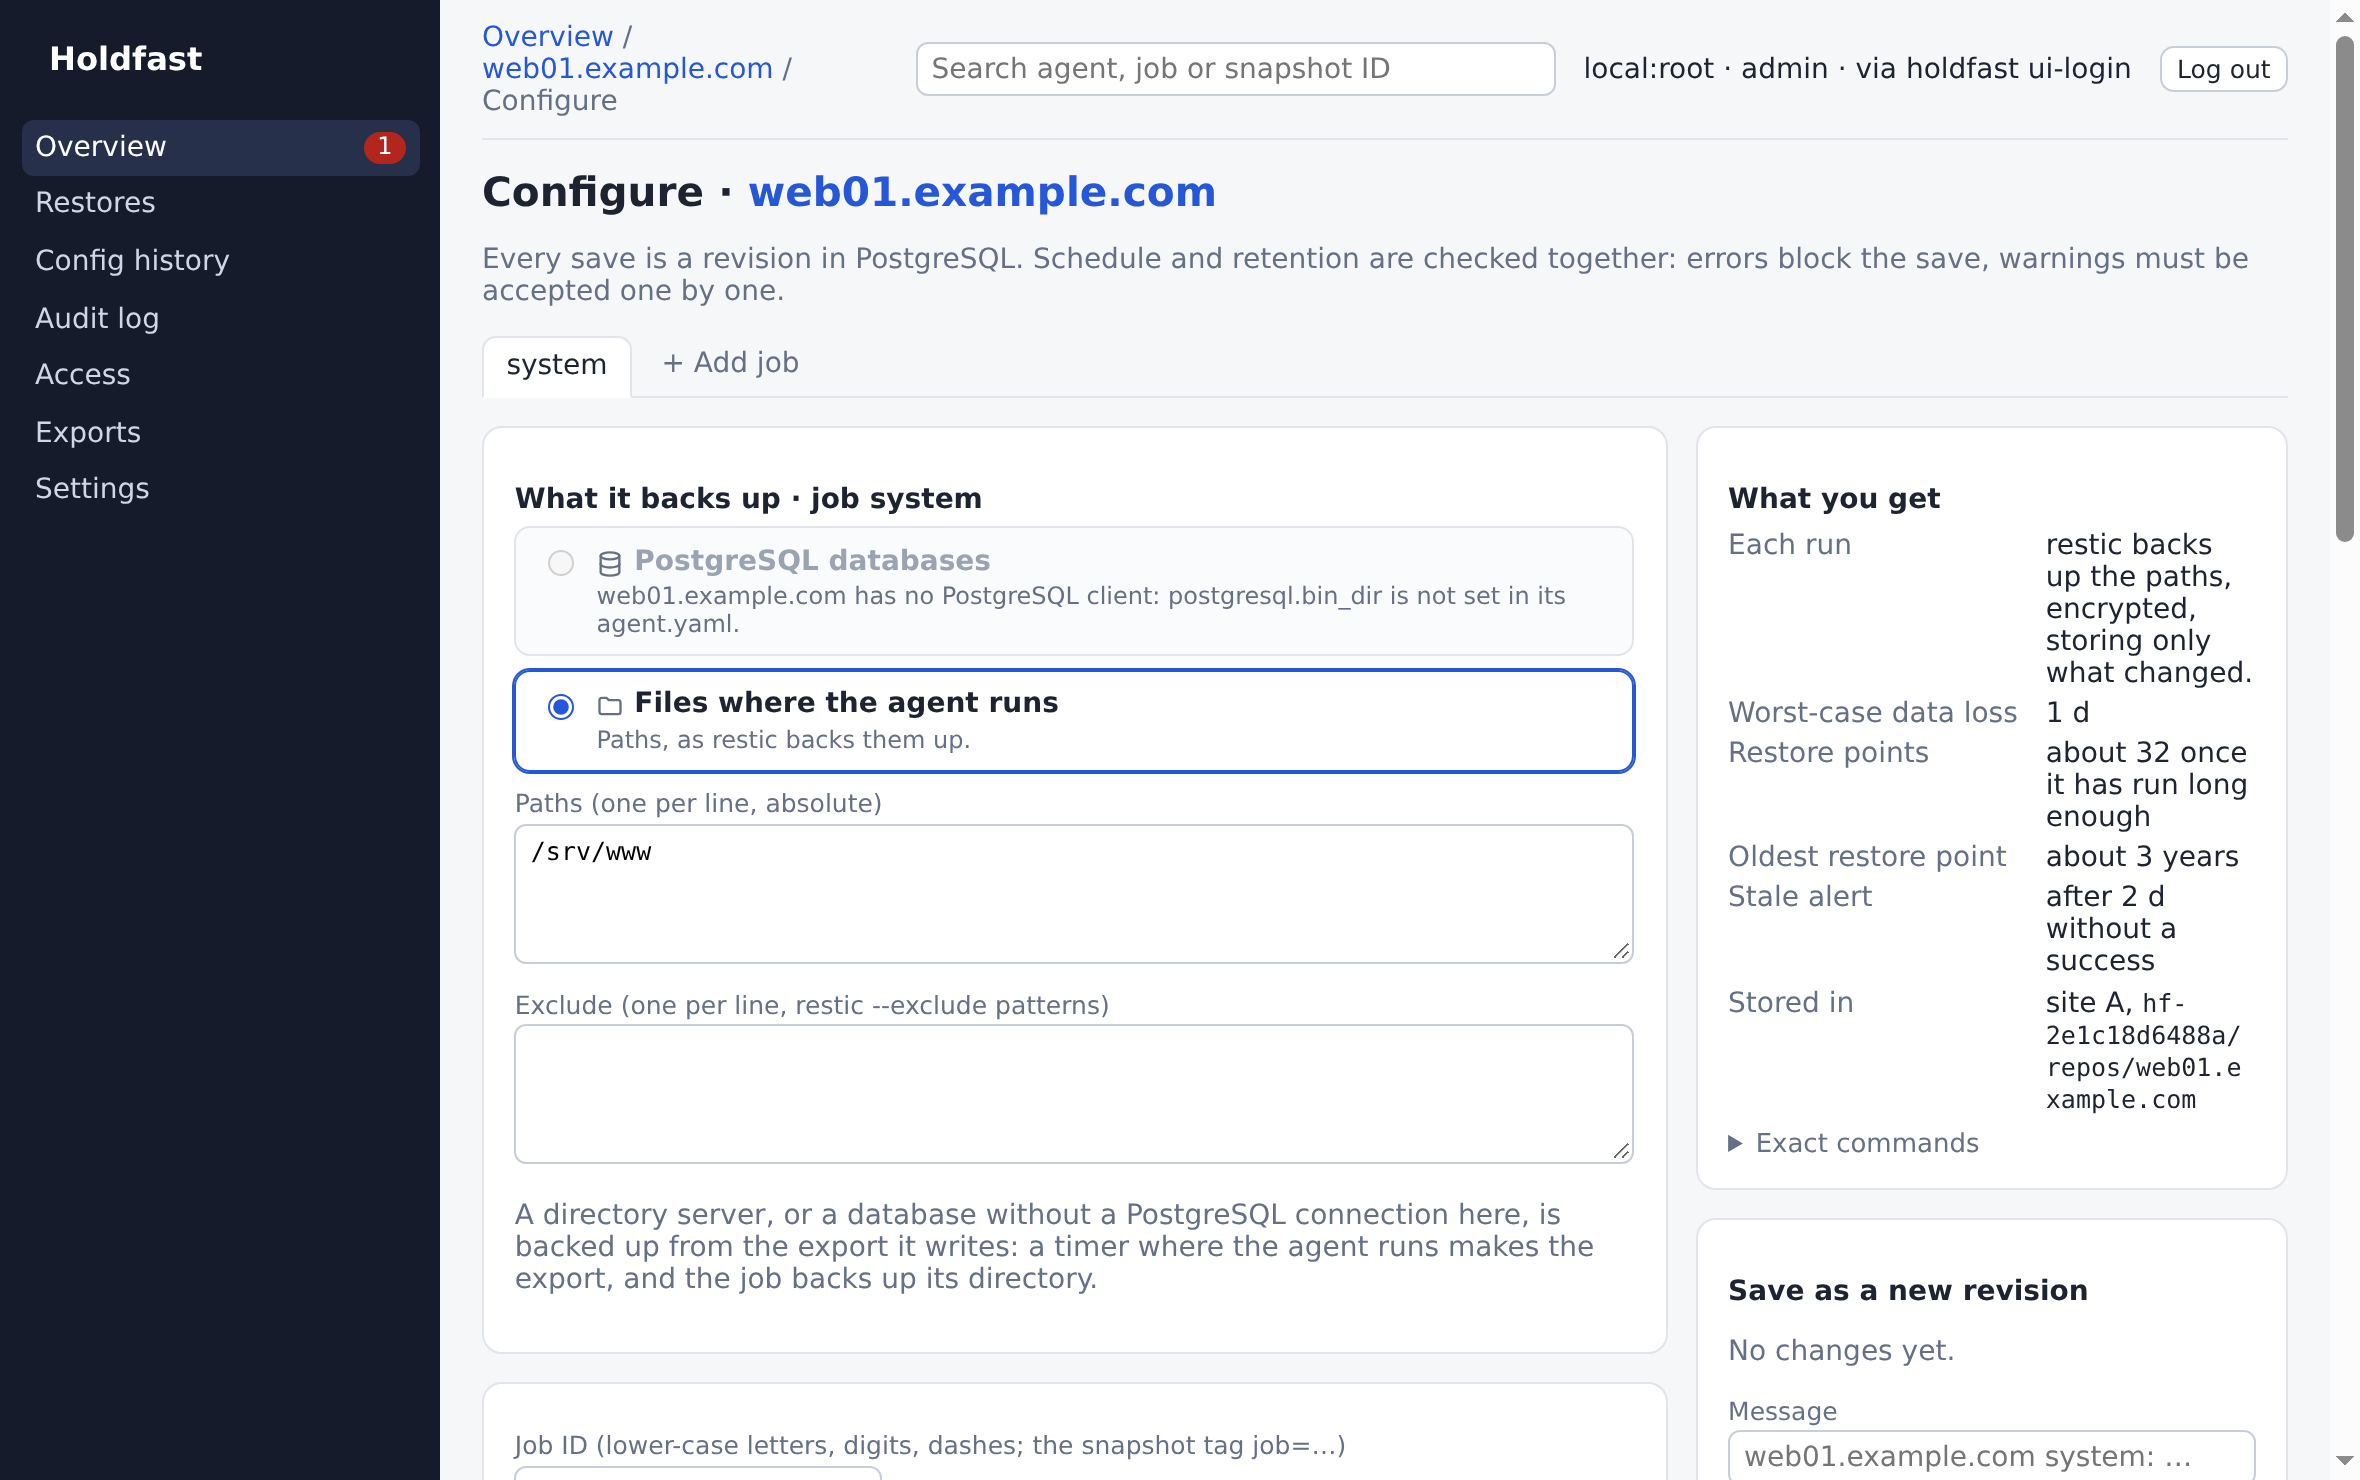 Holdfast
Overview 1
Restores
Config history
Audit log
Access
Exports
Settings
Overview /
web01.example.com /
Configure
Search agent, job or snapshot ID
local:root · admin · via holdfast ui-login
Log out
Configure · web01.example.com
Every save is a revision in PostgreSQL. Schedule and retention are checked together: errors block the save, warnings must be
accepted one by one.
system
+ Add job
What it backs up · job system
PostgreSQL databases
web01.example.com has no PostgreSQL client: postgresql.bin_dir is not set in its
agent.yaml.
Files where the agent runs
Paths, as restic backs them up.
Paths (one per line, absolute)
/srv/www
Exclude (one per line, restic --exclude patterns)
A directory server, or a database without a PostgreSQL connection here, is
backed up from the export it writes: a timer where the agent runs makes the
export, and the job backs up its directory.
Job ID (lower-case letters, digits, dashes; the snapshot tag job=…)
What you get
Each run restic backs
up the paths,
encrypted,
storing only
what changed.
Worst-case data loss 1 d
Restore points about 32 once
it has run long
enough
Oldest restore point about 3 years
Stale alert after 2 d
without a
success
Stored in site A, hf-
2e1c18d6488a/
repos/web01.e
xample.com
Exact commands
Save as a new revision
No changes yet.
Message
web01.example.com system: …